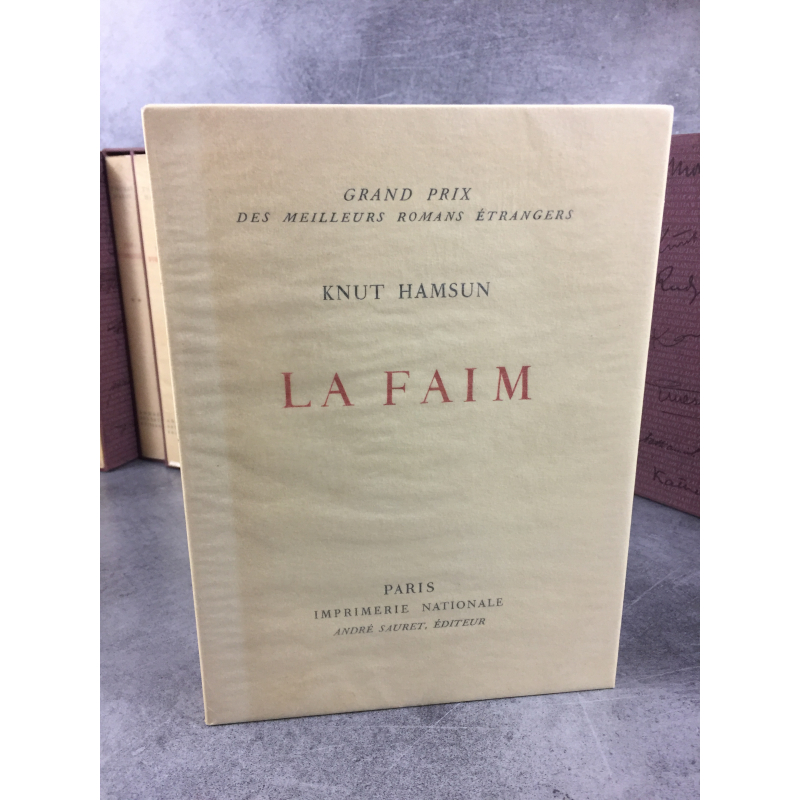 GRAND PRIX
DES MEILLEURS ROMANS ÉTRANGERS
KNUT HAMSUN
LA FAIM
PARIS
IMPRIMERIE NATIONALE
ANDRÉ SAURET, ÉDITEUR